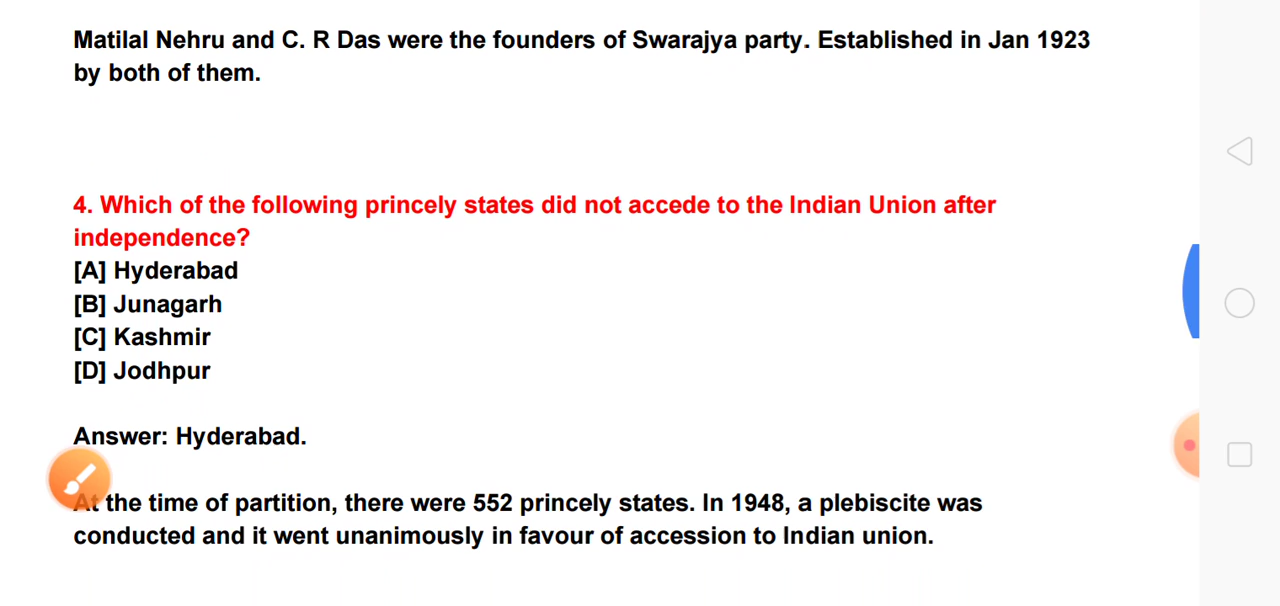 Matilal Nehru and C. R Das were the founders of Swarajya party. Established in Jan 1923
by both of them.
4. Which of the following princely states did not accede to the Indian Union after
independence?
[A] Hyderabad
[B] Junagarh
[C] Kashmir
[D] Jodhpur
Answer: Hyderabad.
At the time of partition, there were 552 princely states. In 1948, a plebiscite was
conducted and it went unanimously in favour of accession to Indian union.